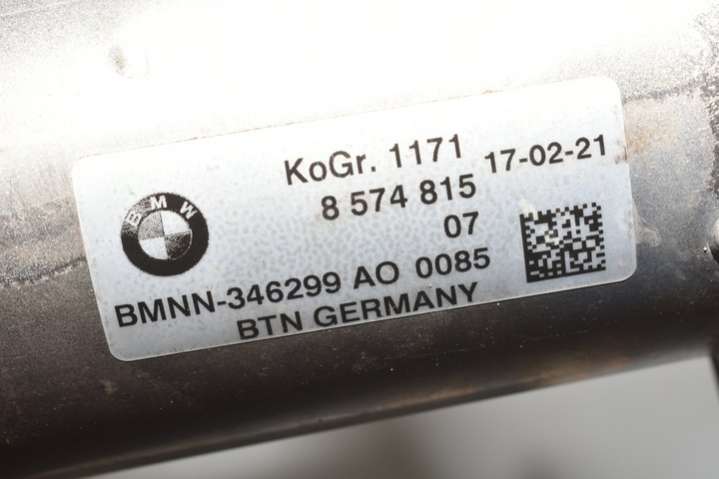 KoGr. 1171 17-02-21
8 574 815
07
BMW
BMNN-346299 AO 0085
BTN GERMANY